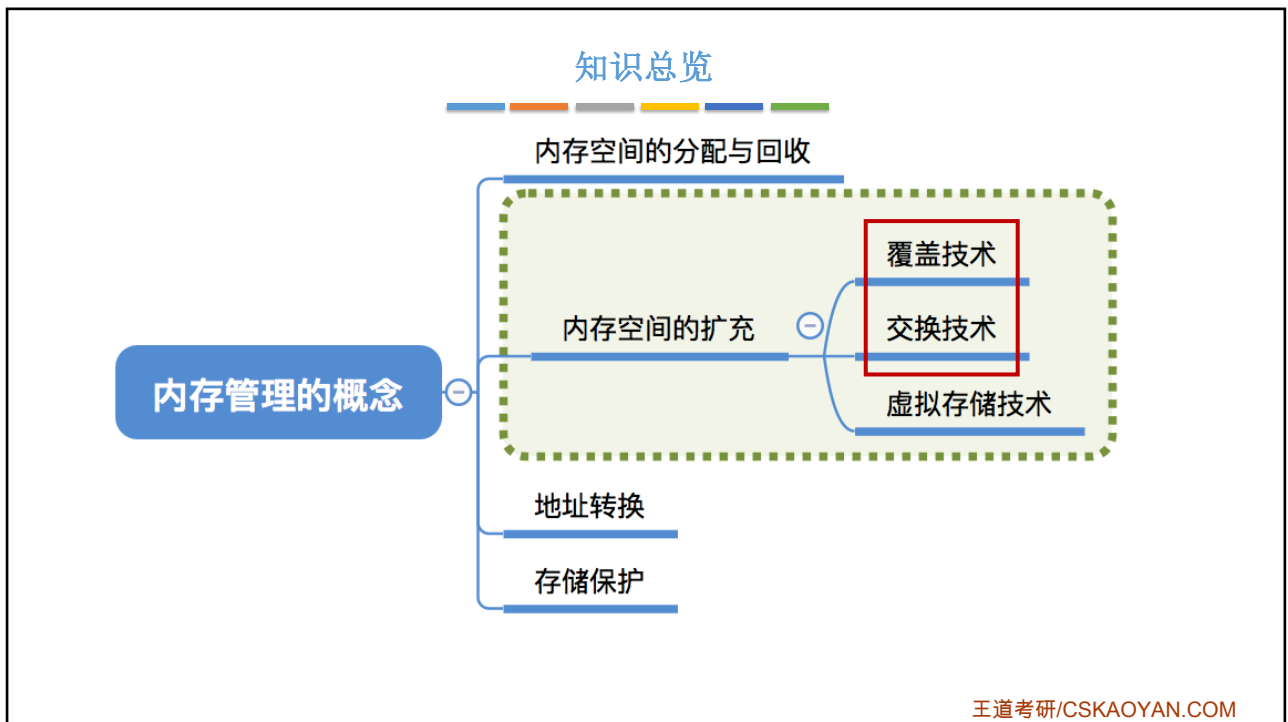 知识总览
内存空间的分配与回收
覆盖技术
内存空间的扩充
交换技术
内存管理的概念
虚拟存储技术
地址转换
存储保护
王道考研/CSKAOYAN.COM